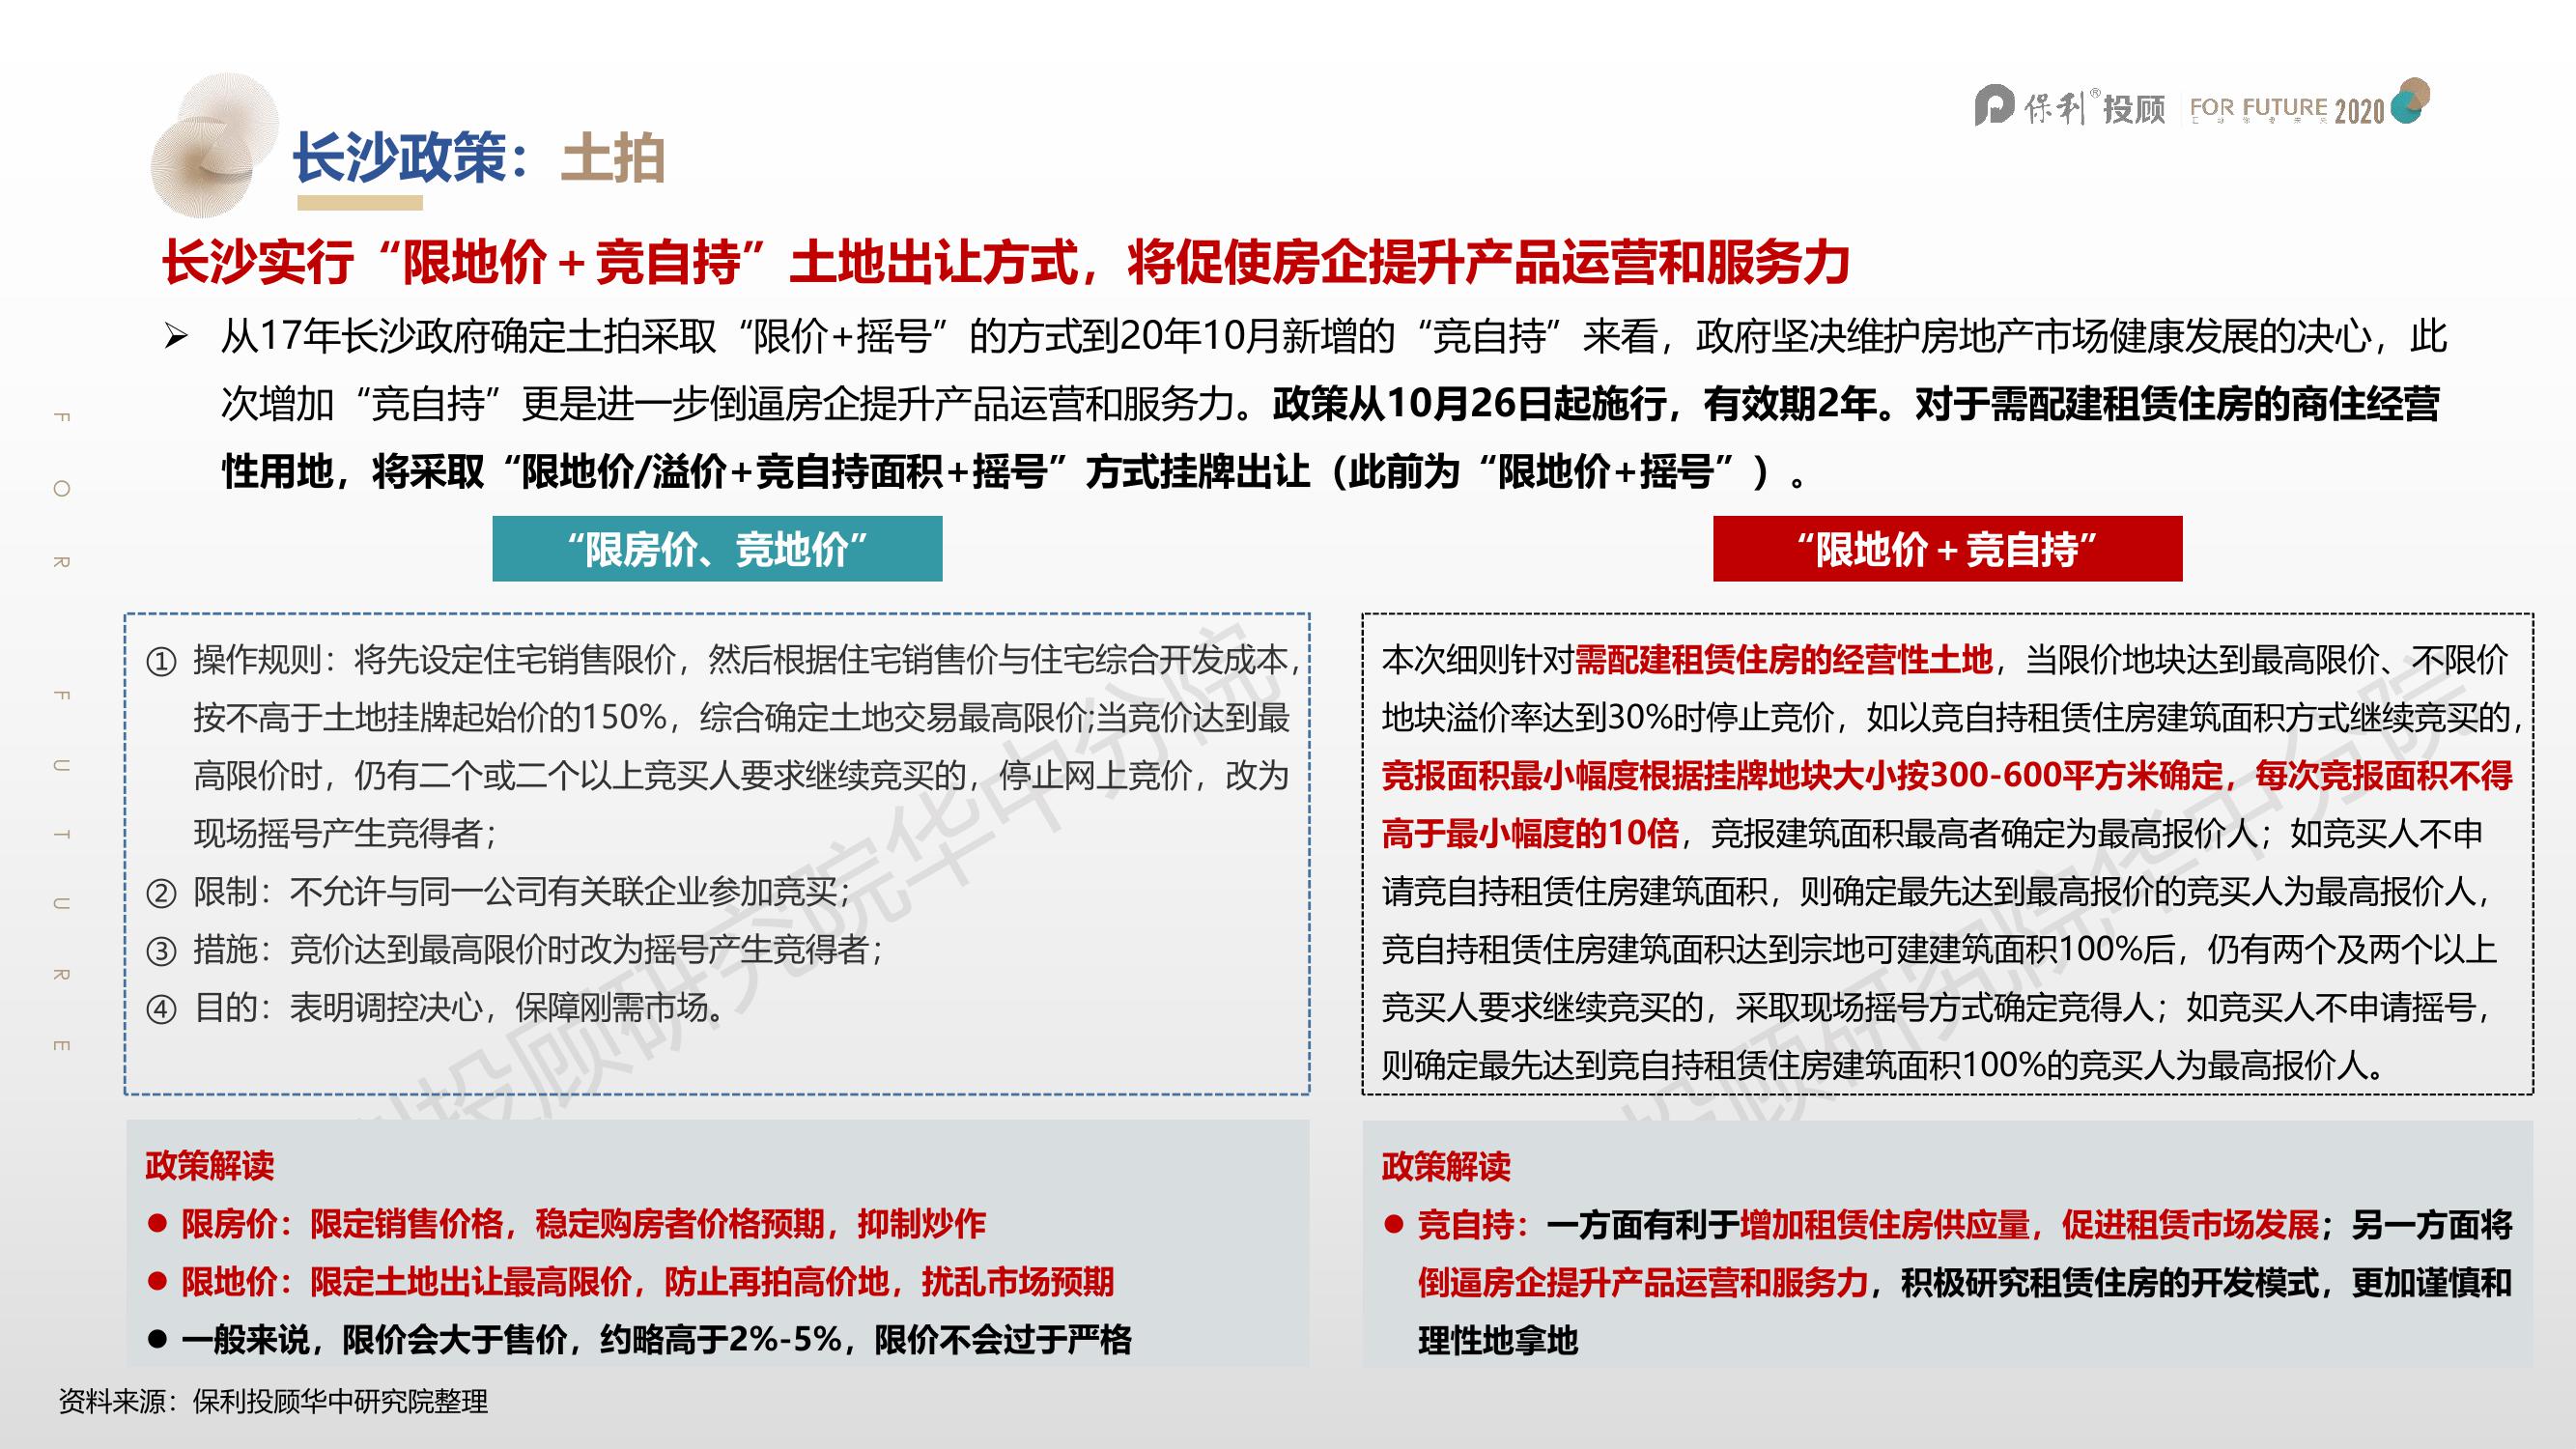 保利®投顾 FOR FUTURE 2020
长沙政策：土拍
长沙实行“限地价＋竞自持”土地出让方式，将促使房企提升产品运营和服务力
➢ 从17年长沙政府确定土拍采取“限价+摇号”的方式到20年10月新增的“竞自持”来看，政府坚决维护房地产市场健康发展的决心，此
次增加“竞自持”更是进一步倒逼房企提升产品运营和服务力。政策从10月26日起施行，有效期2年。对于需配建租赁住房的商住经营
性用地，将采取“限地价/溢价+竞自持面积+摇号”方式挂牌出让（此前为“限地价+摇号”）。
“限房价、竞地价”
① 操作规则：将先设定住宅销售限价，然后根据住宅销售价与住宅综合开发成本，
按不高于土地挂牌起始价的150%，综合确定土地交易最高限价;当竞价达到最
高限价时，仍有二个或二个以上竞买人要求继续竞买的，停止网上竞价，改为
现场摇号产生竞得者；
② 限制：不允许与同一公司有关联企业参加竞买；
③ 措施：竞价达到最高限价时改为摇号产生竞得者；
④ 目的：表明调控决心，保障刚需市场。
政策解读
● 限房价：限定销售价格，稳定购房者价格预期，抑制炒作
● 限地价：限定土地出让最高限价，防止再拍高价地，扰乱市场预期
● 一般来说，限价会大于售价，约略高于2%-5%，限价不会过于严格
“限地价＋竞自持”
本次细则针对需配建租赁住房的经营性土地，当限价地块达到最高限价、不限价
地块溢价率达到30%时停止竞价，如以竞自持租赁住房建筑面积方式继续竞买的，
竞报面积最小幅度根据挂牌地块大小按300-600平方米确定，每次竞报面积不得
高于最小幅度的10倍，竞报建筑面积最高者确定为最高报价人；如竞买人不申
请竞自持租赁住房建筑面积，则确定最先达到最高报价的竞买人为最高报价人，
竞自持租赁住房建筑面积达到宗地可建建筑面积100%后，仍有两个及两个以上
竞买人要求继续竞买的，采取现场摇号方式确定竞得人；如竞买人不申请摇号，
则确定最先达到竞自持租赁住房建筑面积100%的竞买人为最高报价人。
政策解读
● 竞自持：一方面有利于增加租赁住房供应量，促进租赁市场发展；另一方面将
倒逼房企提升产品运营和服务力，积极研究租赁住房的开发模式，更加谨慎和
理性地拿地
资料来源：保利投顾华中研究院整理
FOR FUTURE
投顾研究院华中分院
投顾研究院华中分院